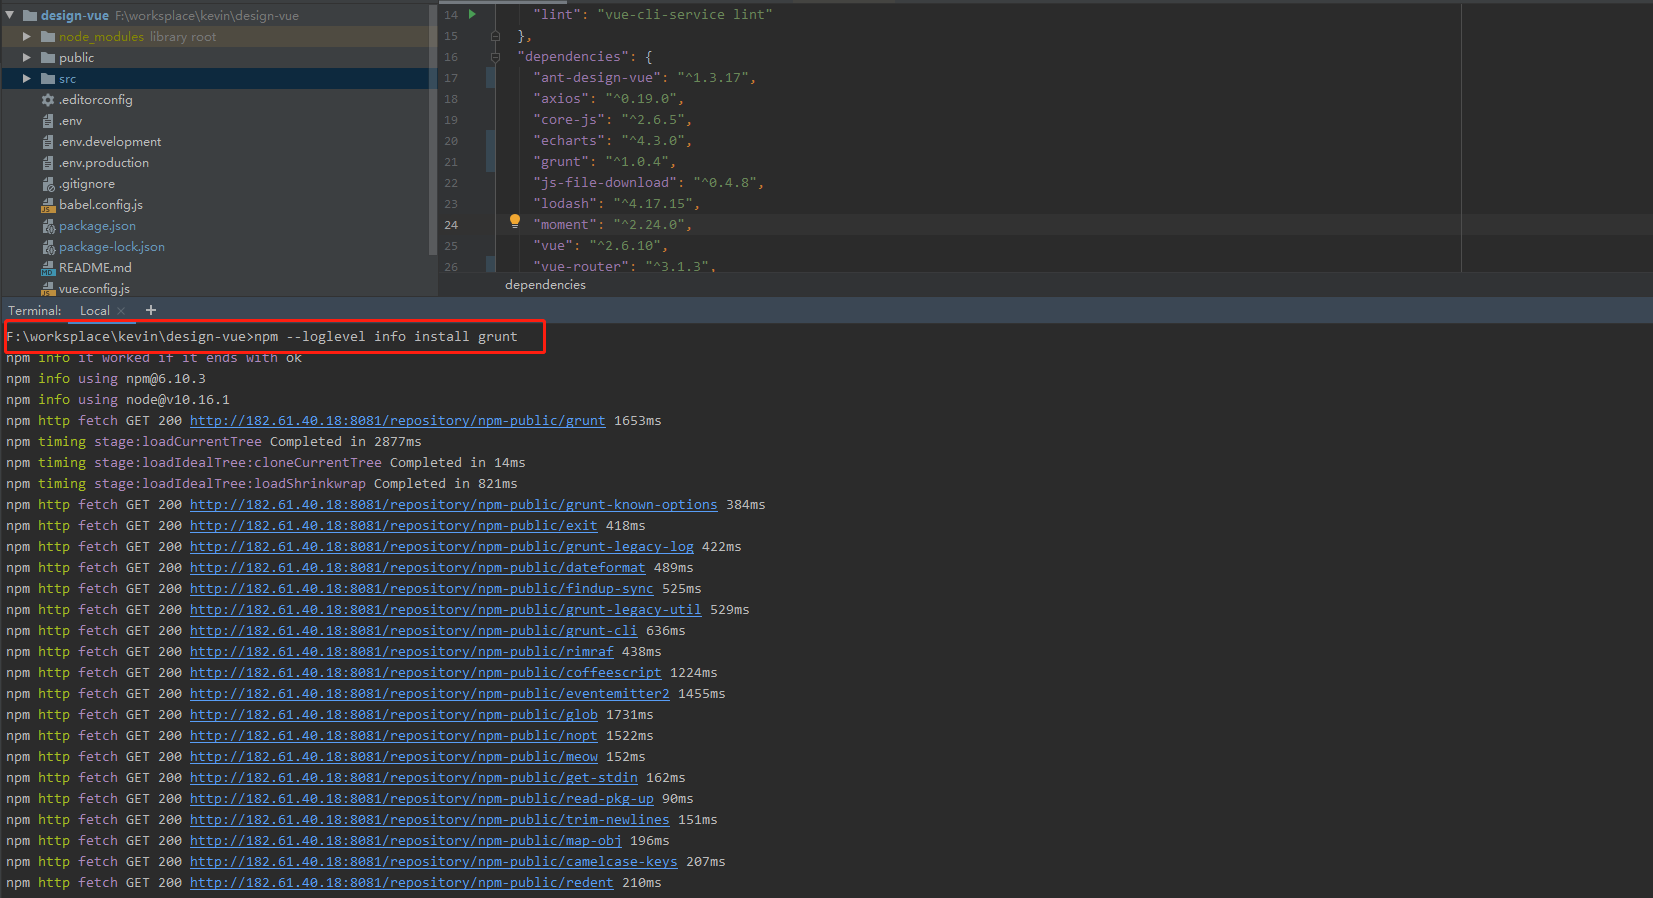 design-vue F:\worksplace\kevin\design-vue
node_modules library root
public
src
.editorconfig
.env
.env.development
.env.production
.gitignore
babel.config.js
package.json
package-lock.json
README.md
vue.config.js
14 "lint": "vue-cli-service lint"
15 },
16 "dependencies": {
17 "ant-design-vue": "^1.3.17",
18 "axios": "^0.19.0",
19 "core-js": "^2.6.5",
20 "echarts": "^4.3.0",
21 "grunt": "^1.0.4",
22 "js-file-download": "^0.4.8",
23 "lodash": "^4.17.15",
24 "moment": "^2.24.0",
25 "vue": "^2.6.10",
26 "vue-router": "^3.1.3",
dependencies
Terminal: Local × +
F:\worksplace\kevin\design-vue>npm --loglevel info install grunt
npm info it worked if it ends with ok
npm info using npm@6.10.3
npm info using node@v10.16.1
npm http fetch GET 200 http://182.61.40.18:8081/repository/npm-public/grunt 1653ms
npm timing stage:loadCurrentTree Completed in 2877ms
npm timing stage:loadIdealTree:cloneCurrentTree Completed in 14ms
npm timing stage:loadIdealTree:loadShrinkwrap Completed in 821ms
npm http fetch GET 200 http://182.61.40.18:8081/repository/npm-public/grunt-known-options 384ms
npm http fetch GET 200 http://182.61.40.18:8081/repository/npm-public/exit 418ms
npm http fetch GET 200 http://182.61.40.18:8081/repository/npm-public/grunt-legacy-log 422ms
npm http fetch GET 200 http://182.61.40.18:8081/repository/npm-public/dateformat 489ms
npm http fetch GET 200 http://182.61.40.18:8081/repository/npm-public/findup-sync 525ms
npm http fetch GET 200 http://182.61.40.18:8081/repository/npm-public/grunt-legacy-util 529ms
npm http fetch GET 200 http://182.61.40.18:8081/repository/npm-public/grunt-cli 636ms
npm http fetch GET 200 http://182.61.40.18:8081/repository/npm-public/rimraf 438ms
npm http fetch GET 200 http://182.61.40.18:8081/repository/npm-public/coffeescript 1224ms
npm http fetch GET 200 http://182.61.40.18:8081/repository/npm-public/eventemitter2 1455ms
npm http fetch GET 200 http://182.61.40.18:8081/repository/npm-public/glob 1731ms
npm http fetch GET 200 http://182.61.40.18:8081/repository/npm-public/nopt 1522ms
npm http fetch GET 200 http://182.61.40.18:8081/repository/npm-public/meow 152ms
npm http fetch GET 200 http://182.61.40.18:8081/repository/npm-public/get-stdin 162ms
npm http fetch GET 200 http://182.61.40.18:8081/repository/npm-public/read-pkg-up 90ms
npm http fetch GET 200 http://182.61.40.18:8081/repository/npm-public/trim-newlines 151ms
npm http fetch GET 200 http://182.61.40.18:8081/repository/npm-public/map-obj 196ms
npm http fetch GET 200 http://182.61.40.18:8081/repository/npm-public/camelcase-keys 207ms
npm http fetch GET 200 http://182.61.40.18:8081/repository/npm-public/redent 210ms